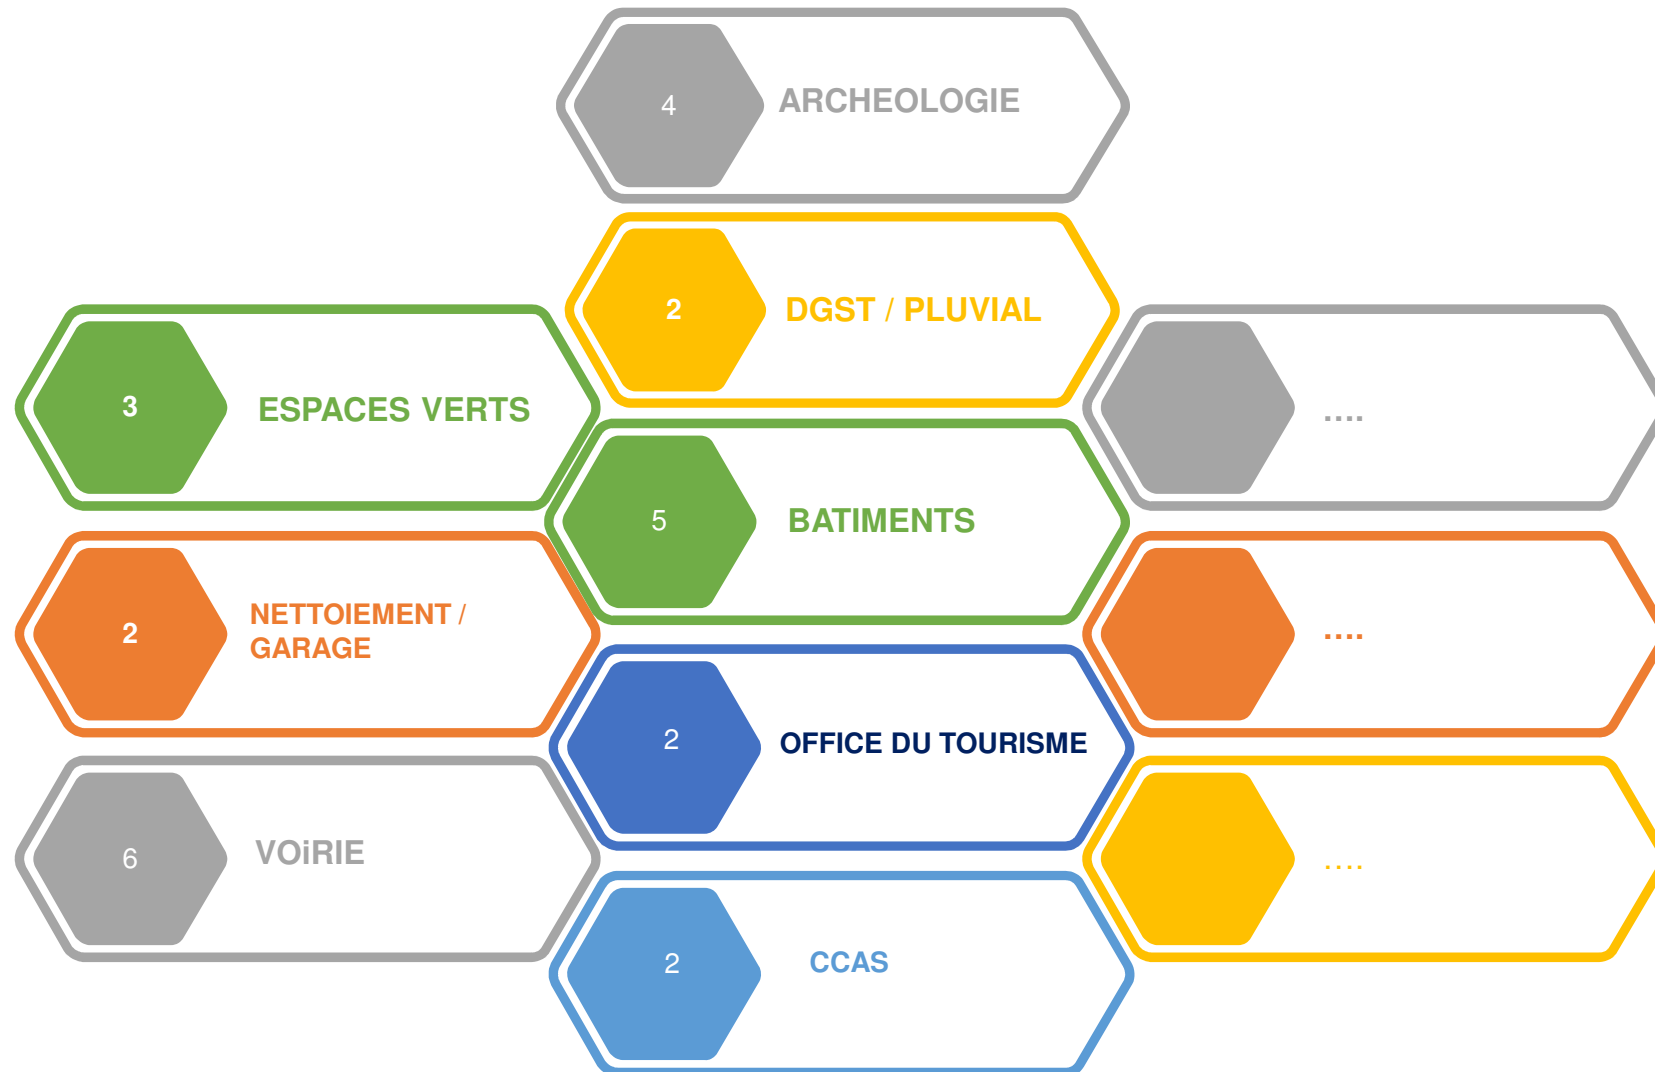 4 ARCHEOLOGIE
2 DGST / PLUVIAL
3 ESPACES VERTS
....
5 BATIMENTS
2 NETTOIEMENT /
GARAGE
....
2 OFFICE DU TOURISME
6 VOiRIE
....
2 CCAS